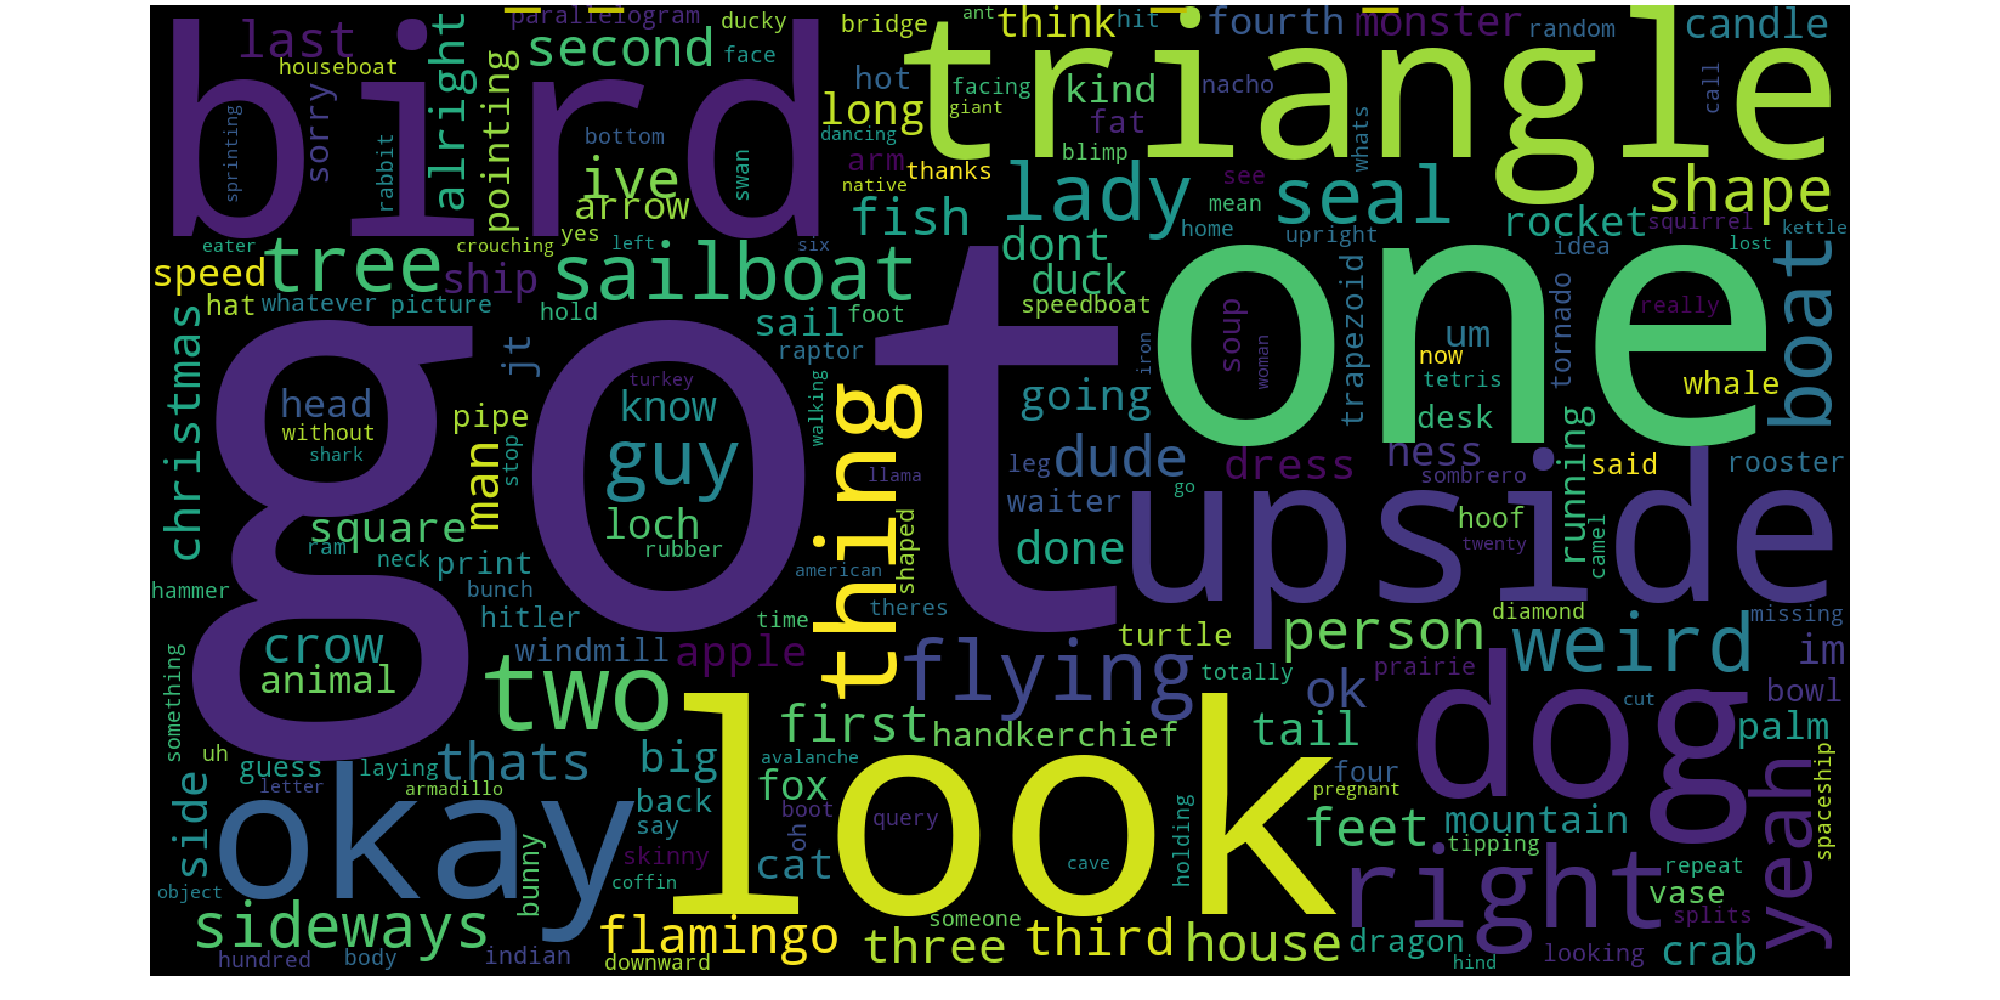 parallelogram ducky bridge ant think hit fourth monster random candle
last houseboat alright second face hot long facing giant kind nacho triangle call
bird sprinting sorry rabbit pointing bottom ive arrow swan dancing arm native thanks fat blimp see whats shape
fish lady mean seal rocket squirrel
eater tree crouching yes left six dont home upright idea lost kettle
speed ship sailboat duck one boat
hat whatever picture hold sail foot speedboat soup trapezoid tornado really
christmas jt raptor iron woman um now tetris whale
got head turkey know walking thing going desk
without pipe shark man stop guy llama leg dude go dress ness sombrero running said rooster
square loch waiter upside hoof
ram neck rubber shaped done twenty camel
hammer print bunch american
hitler time theres diamond missing
crow windmill apple turtle person weird im
something animal two flying totally ok prairie bowl
uh thats first handkerchief tail dog cut palm
guess laying big avalanche look four spaceship
side letter armadillo back fox boot query holding pregnant yeah
okay say oh feet mountain
bunny skinny cat cave tipping repeat
object coffin right vase
sideways flamingo someone three third house dragon splits crab
hundred body indian downward hind looking